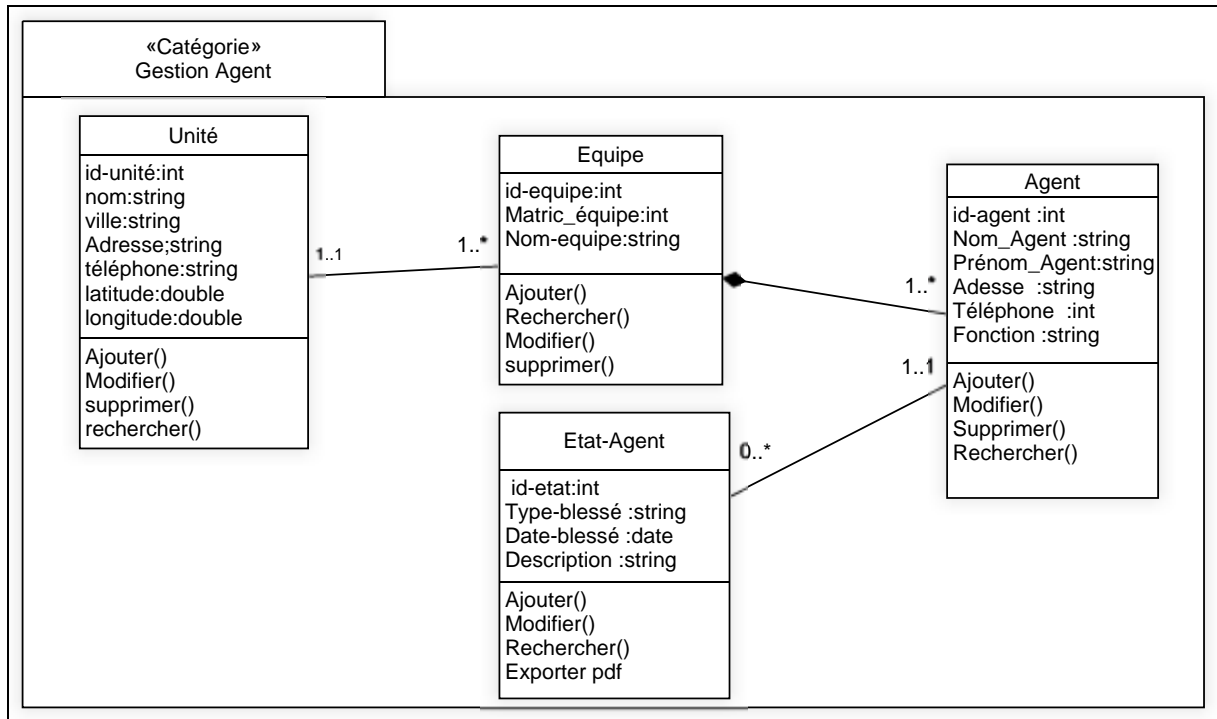 «Catégorie»
Gestion Agent
Unité
id-unité:int
nom:string
ville:string
Adresse;string
téléphone:string
latitude:double
longitude:double
Ajouter()
Modifier()
supprimer()
rechercher()
1..1
1..*
Equipe
id-equipe:int
Matric_équipe:int
Nom-equipe:string
Ajouter()
Rechercher()
Modifier()
supprimer()
1..*
1..1
Agent
id-agent :int
Nom_Agent :string
Prénom_Agent:string
Adesse :string
Téléphone :int
Fonction :string
Ajouter()
Modifier()
Supprimer()
Rechercher()
Etat-Agent
0..*
id-etat:int
Type-blessé :string
Date-blessé :date
Description :string
Ajouter()
Modifier()
Rechercher()
Exporter pdf